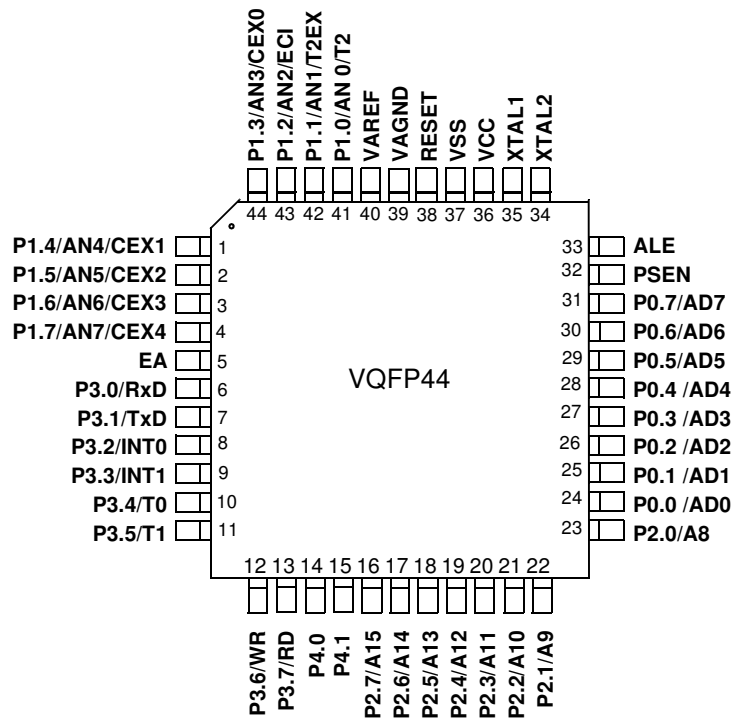 P1.3/AN3/CEX0
P1.2/AN2/ECI
P1.1/AN1/T2EX
P1.0/AN 0/T2
VAREF
VAGND
RESET
VSS
VCC
XTAL1
XTAL2
44 43 42 41 40 39 38 37 36 35 34
P1.4/AN4/CEX1 1
P1.5/AN5/CEX2 2
P1.6/AN6/CEX3 3
P1.7/AN7/CEX4 4
EA 5
P3.0/RxD 6
P3.1/TxD 7
P3.2/INT0 8
P3.3/INT1 9
P3.4/T0 10
P3.5/T1 11
VQFP44
33 ALE
32 PSEN
31 P0.7/AD7
30 P0.6/AD6
29 P0.5/AD5
28 P0.4 /AD4
27 P0.3 /AD3
26 P0.2 /AD2
25 P0.1 /AD1
24 P0.0 /AD0
23 P2.0/A8
12 13 14 15 16 17 18 19 20 21 22
P3.6/WR
P3.7/RD
P4.0
P4.1
P2.7/A15
P2.6/A14
P2.5/A13
P2.4/A12
P2.3/A11
P2.2/A10
P2.1/A9